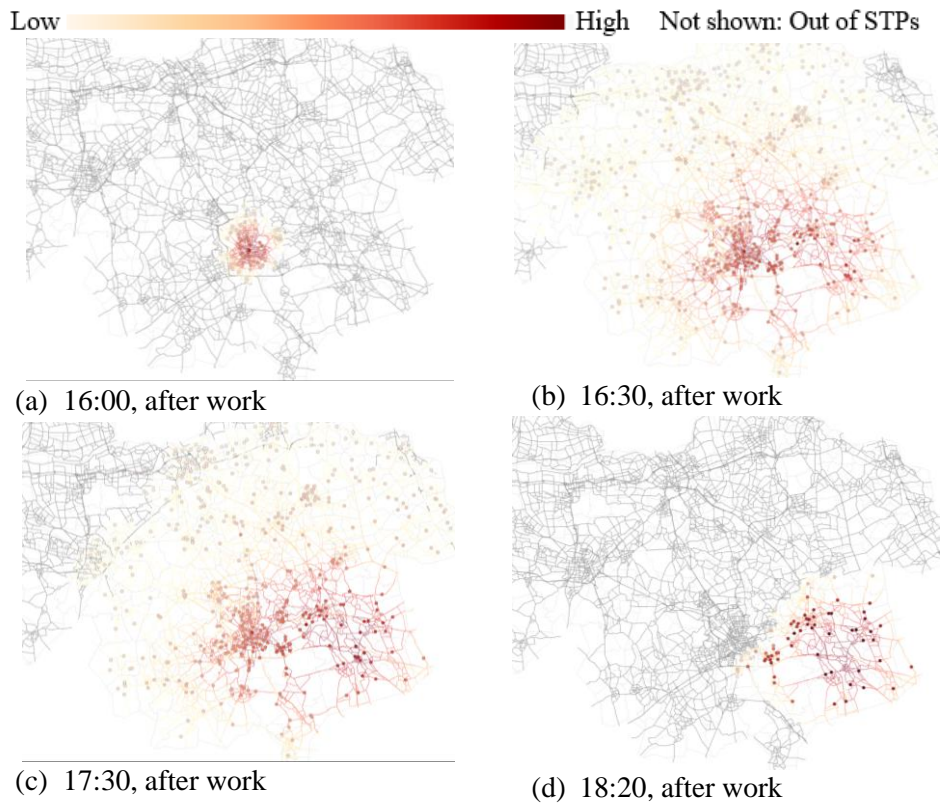 Low High Not shown: Out of STPs
(a) 16:00, after work
(b) 16:30, after work
(c) 17:30, after work
(d) 18:20, after work